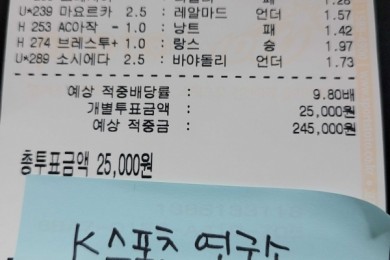 1.28
U*239 마요르카 2.5 : 레알마드 언더 1.57
H 253 AC아작 - 1.0 : 낭트 패 1.42
H 274 브레스투+ 1.0 : 랑스 승 1.97
U*289 소시에다 2.5 : 바야돌리 언더 1.73
예상 적중배당률 : 9.80배
개별투표금액 : 25,000원
예상 적중금 : 245,000원
총투표금액 25,000원
K스포츠 연구소